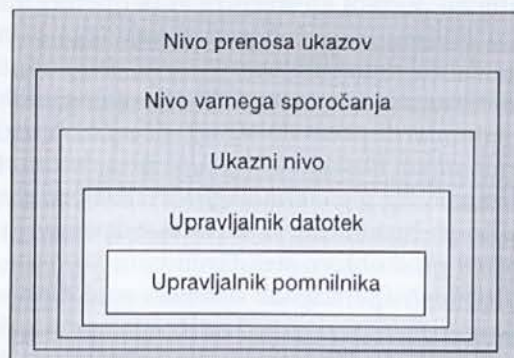 Nivo prenosa ukazov
Nivo varnega sporočanja
Ukazni nivo
Upravljalnik datotek
Upravljalnik pomnilnika